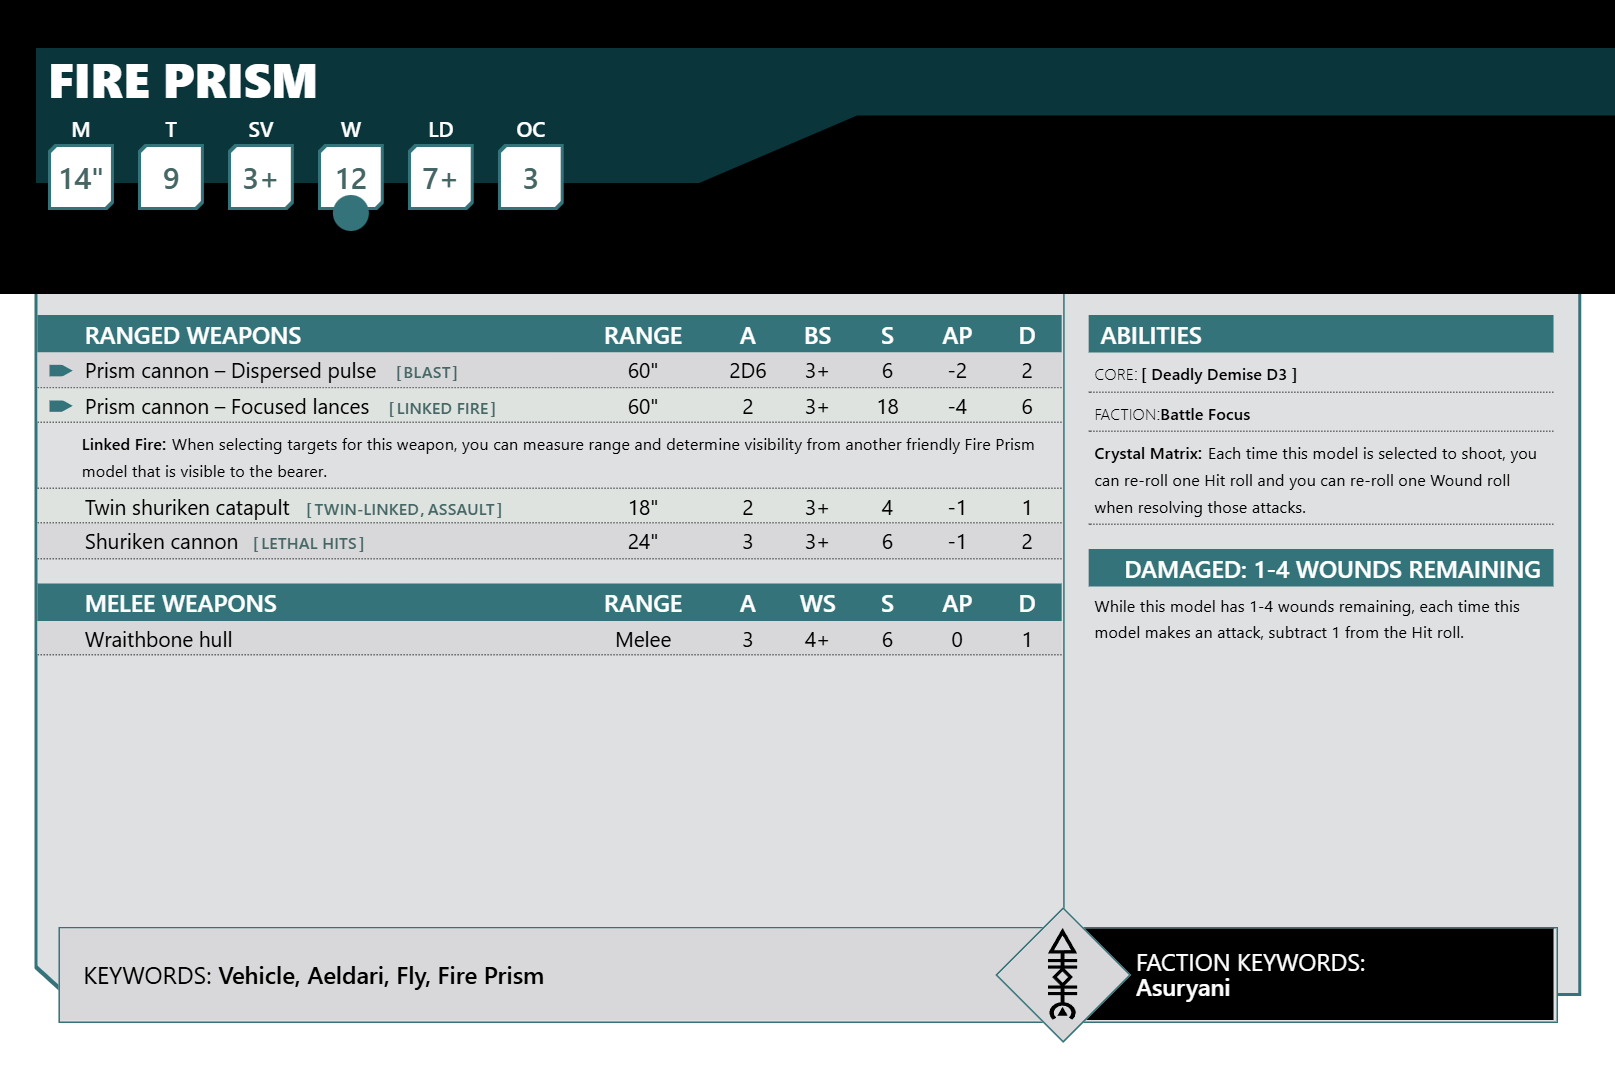 FIRE PRISM
M T SV W LD OC
14" 9 3+ 12 7+ 3
RANGED WEAPONS RANGE A BS S AP D
Prism cannon – Dispersed pulse [BLAST] 60" 2D6 3+ 6 -2 2
Prism cannon – Focused lances [LINKED FIRE] 60" 2 3+ 18 -4 6
Linked Fire: When selecting targets for this weapon, you can measure range and determine visibility from another friendly Fire Prism
model that is visible to the bearer.
Twin shuriken catapult [TWIN-LINKED, ASSAULT] 18" 2 3+ 4 -1 1
Shuriken cannon [LETHAL HITS] 24" 3 3+ 6 -1 2
MELEE WEAPONS RANGE A WS S AP D
Wraithbone hull Melee 3 4+ 6 0 1
ABILITIES
CORE: [ Deadly Demise D3 ]
FACTION:Battle Focus
Crystal Matrix: Each time this model is selected to shoot, you
can re-roll one Hit roll and you can re-roll one Wound roll
when resolving those attacks.
DAMAGED: 1-4 WOUNDS REMAINING
While this model has 1-4 wounds remaining, each time this
model makes an attack, subtract 1 from the Hit roll.
KEYWORDS: Vehicle, Aeldari, Fly, Fire Prism
FACTION KEYWORDS:
Asuryani